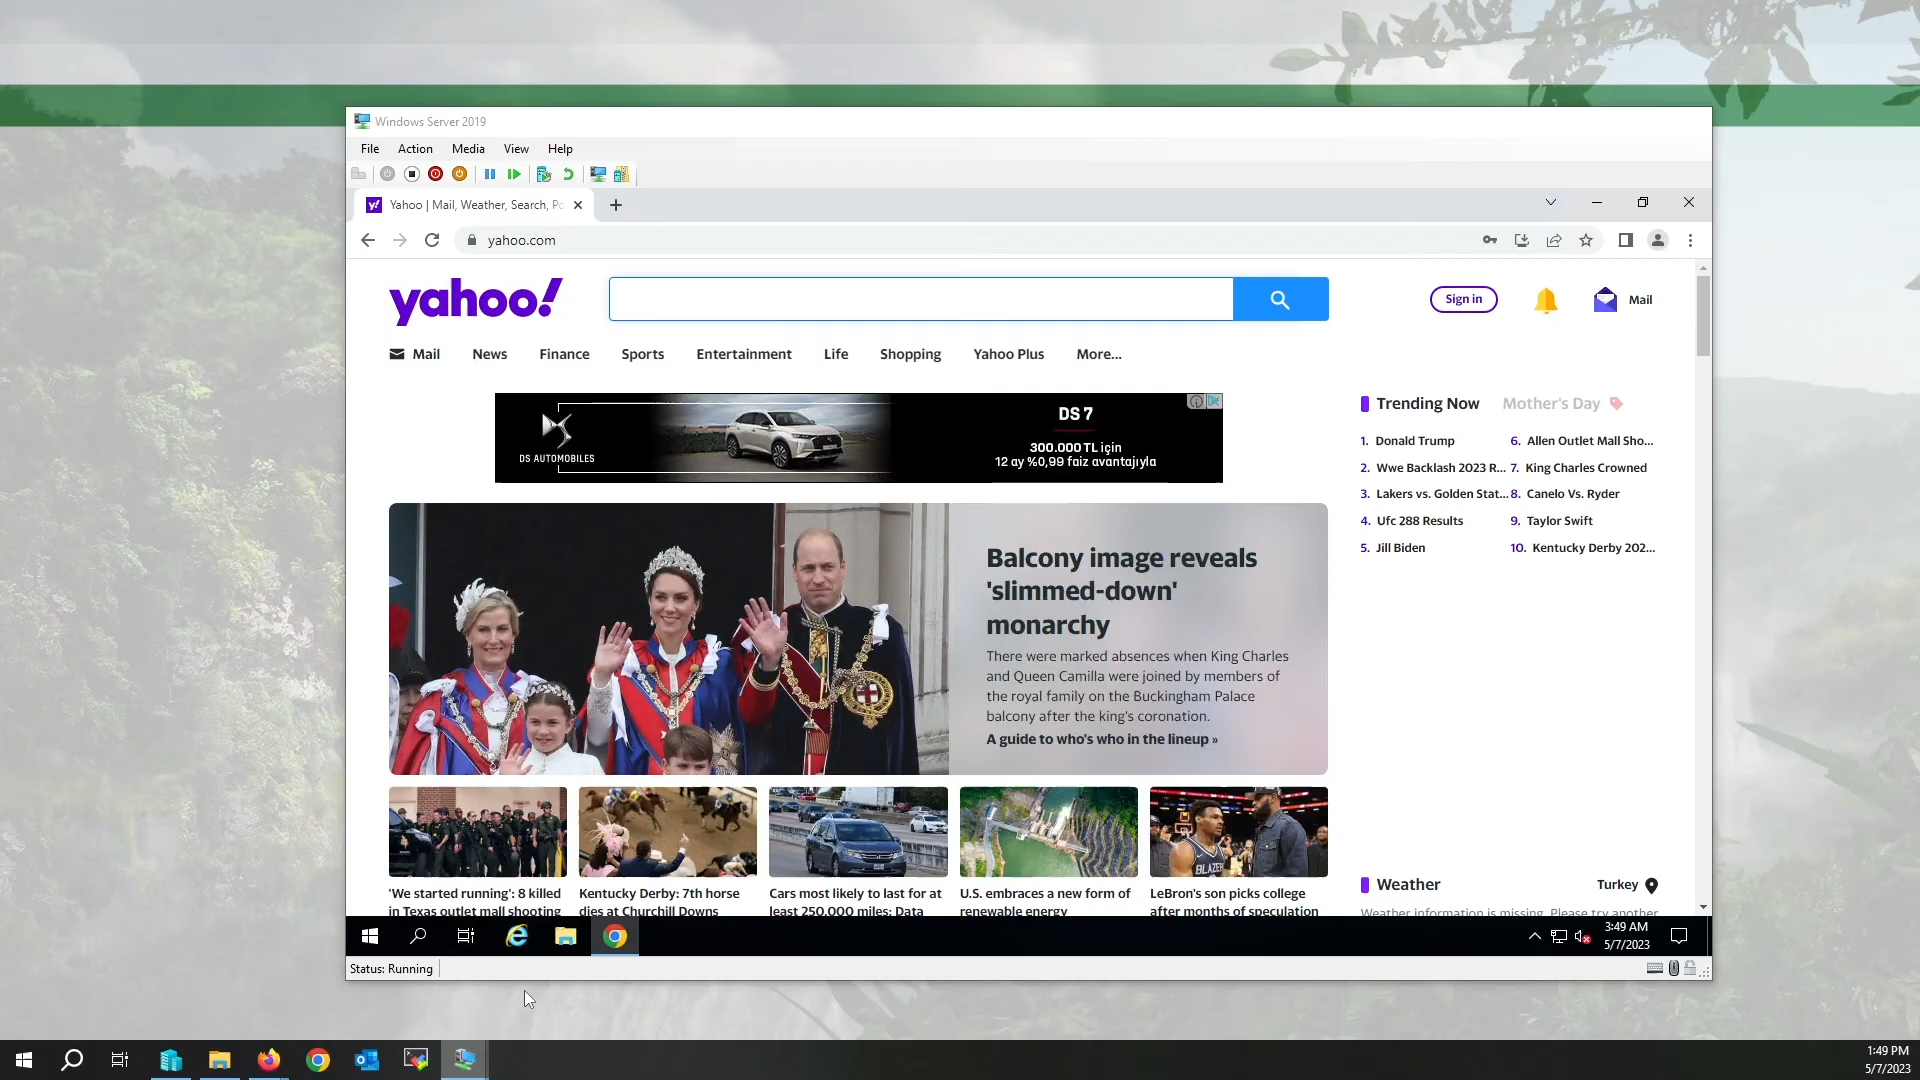 Windows Server 2019
File Action Media View Help
Yahoo | Mail, Weather, Search, Po
yahoo.com
yahoo!
Sign in
Mail
Mail News Finance Sports Entertainment Life Shopping Yahoo Plus More...
DS AUTOMOBILES
DS 7
300.000 TL için
12 ay %0,99 faiz avantajıyla
Trending Now Mother's Day
1. Donald Trump
2. Wwe Backlash 2023 R...
3. Lakers vs. Golden Stat...
4. Ufc 288 Results
5. Jill Biden
6. Allen Outlet Mall Sho...
7. King Charles Crowned
8. Canelo Vs. Ryder
9. Taylor Swift
10. Kentucky Derby 202...
Balcony image reveals
'slimmed-down'
monarchy
There were marked absences when King Charles
and Queen Camilla were joined by members of
the royal family on the Buckingham Palace
balcony after the king's coronation.
A guide to who's who in the lineup »
BLAZE
'We started running': 8 killed
in Texas outlet mall shooting
Kentucky Derby: 7th horse
dies at Churchill Downs
Cars most likely to last for at
least 250,000 miles: Data
U.S. embraces a new form of
renewable energy
LeBron's son picks college
after months of speculation
Weather Turkey
Weather information is missing. Please try another
3:49 AM
5/7/2023
Status: Running
1:49 PM
5/7/2023